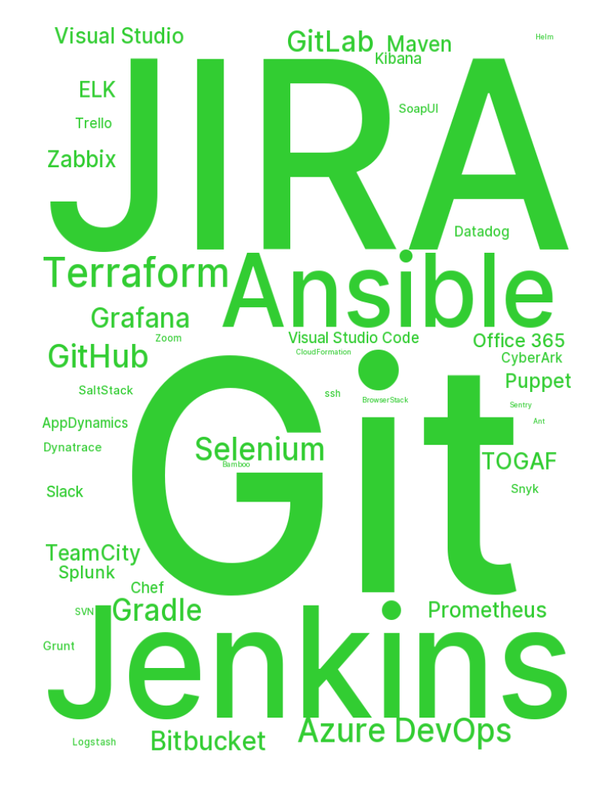 Visual Studio
GitLab
Maven
Helm
Kibana
JIRA
ELK
SoapUI
Trello
Zabbix
Datadog
Terraform
Ansible
Grafana
Zoom
Visual Studio Code
Office 365
GitHub
CloudFormation
CyberArk
Puppet
SaltStack
ssh
BrowserStack
Sentry
Git
AppDynamics
Ant
Dynatrace
Selenium
TOGAF
Bamboo
Slack
Snyk
TeamCity
Splunk
Chef
SVN
Gradle
Prometheus
Jenkins
Grunt
Azure DevOps
Logstash
Bitbucket